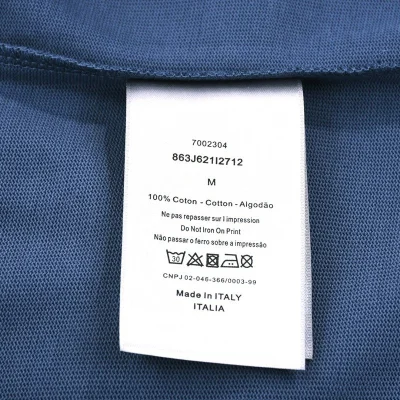 7002304
863J621I2712
M
100% Coton - Cotton - Algodão
Ne pas repasser sur l impression
Do Not Iron On Print
Não passar o ferro sobre a impressão
30
CNPJ 02-046-366/0003-99
Made in ITALY
ITALIA